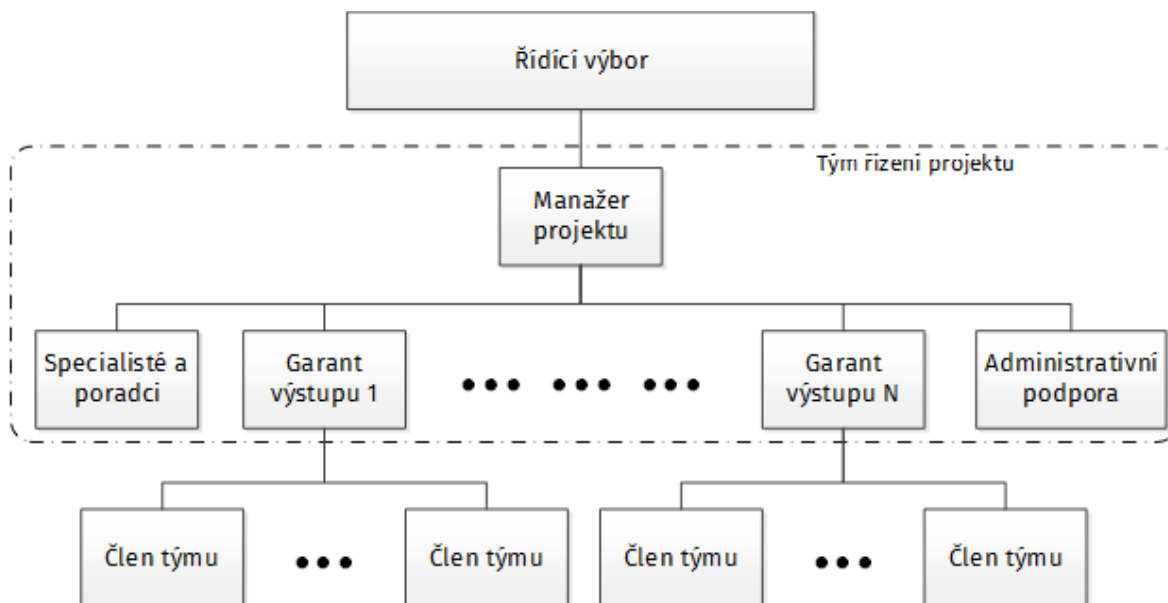 Řídící výbor
Tým řízení projektu
Manažer
projektu
Specialisté a
poradci
Garant
výstupu 1
Garant
výstupu N
Administrativní
podpora
Člen týmu
Člen týmu
Člen týmu
Člen týmu